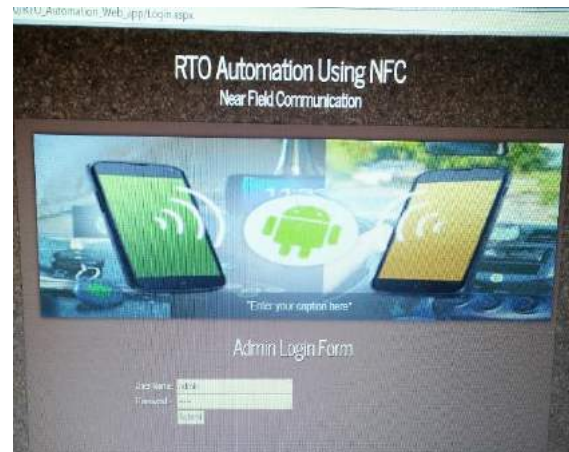 RTO_Automation_Web_app/Login.aspx
RTO Automation Using NFC
Near Field Communication
"Enter your caption here"
Admin Login Form
User Name
admin
Password
Submit